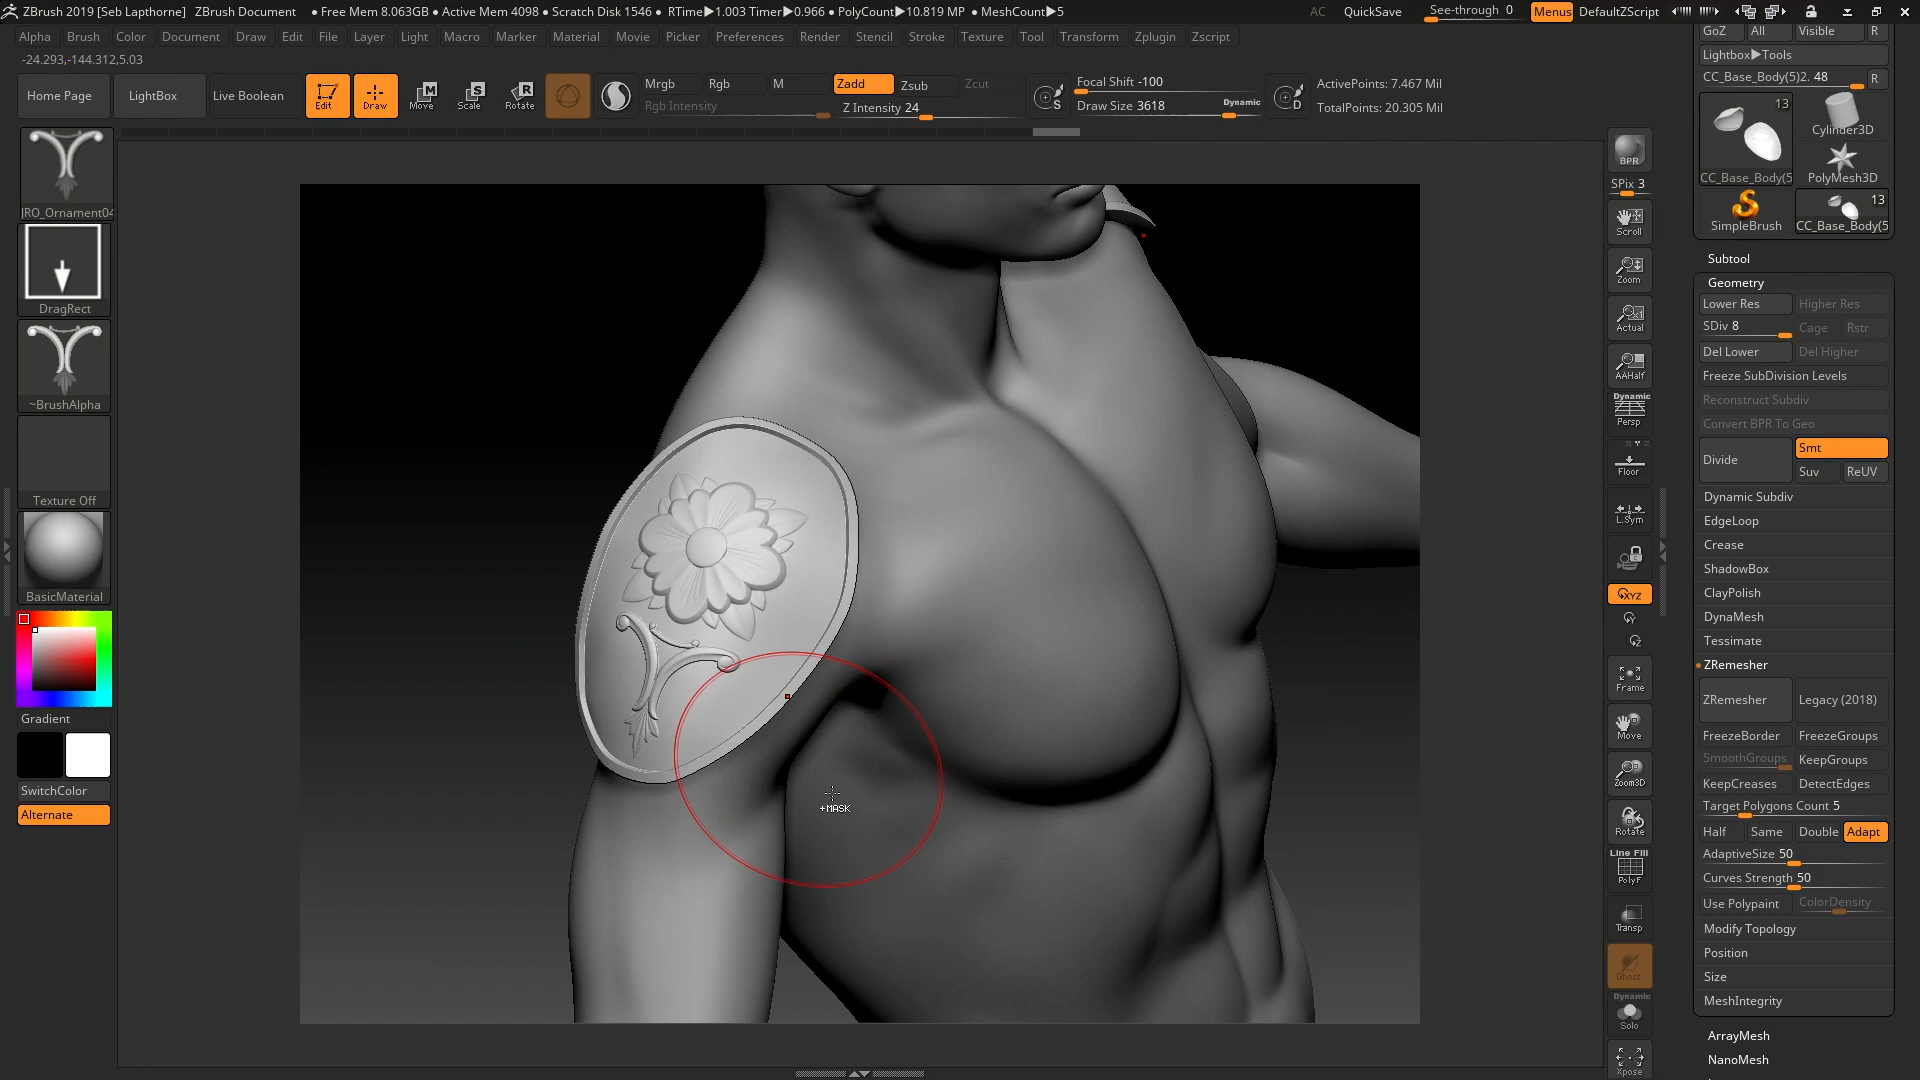 ZBrush 2019 [Seb Lapthorne] ZBrush Document • Free Mem 8.063GB • Active Mem 4098 • Scratch Disk 1546 • RTime▶1.003 Timer▶0.966 • PolyCount▶10.819 MP • MeshCount▶5 AC QuickSave See-through 0 Menus DefaultZScript
Alpha Brush Color Document Draw Edit File Layer Light Macro Marker Material Movie Picker Preferences Render Stencil Stroke Texture Tool Transform Zplugin Zscript
-24.293,-144.312,5.03
Home Page LightBox Live Boolean Edit Draw Move Scale Rotate
Mrgb Rgb M Zadd Zsub Zcut
Rgb Intensity Z Intensity 24
S Focal Shift -100
Draw Size 3618 Dynamic D
ActivePoints: 7.467 Mil
TotalPoints: 20.305 Mil
JRO_Ornament04
DragRect
~BrushAlpha
Texture Off
BasicMaterial
Gradient
SwitchColor
Alternate
+MASK
BPR
SPix 3
Scroll
Zoom
Actual
AAHalf
Dynamic
Persp
Floor
L.Sym
XYZ
Y
Z
Frame
Move
Zoom3D
Rotate
Line Fill
PolyF
Transp
Ghost
Dynamic
Solo
Xpose
GoZ All Visible R
Lightbox▶Tools
CC_Base_Body(5)2. 48 R
13
Cylinder3D
CC_Base_Body(5 PolyMesh3D
13
SimpleBrush CC_Base_Body(5
Subtool
Geometry
Lower Res Higher Res
SDiv 8 Cage Rstr
Del Lower Del Higher
Freeze SubDivision Levels
Reconstruct Subdiv
Convert BPR To Geo
Divide Smt
Suv ReUV
Dynamic Subdiv
EdgeLoop
Crease
ShadowBox
ClayPolish
DynaMesh
Tessimate
ZRemesher
ZRemesher Legacy (2018)
FreezeBorder FreezeGroups
SmoothGroups KeepGroups
KeepCreases DetectEdges
Target Polygons Count 5
Half Same Double Adapt
AdaptiveSize 50
Curves Strength 50
Use Polypaint ColorDensity
Modify Topology
Position
Size
MeshIntegrity
ArrayMesh
NanoMesh